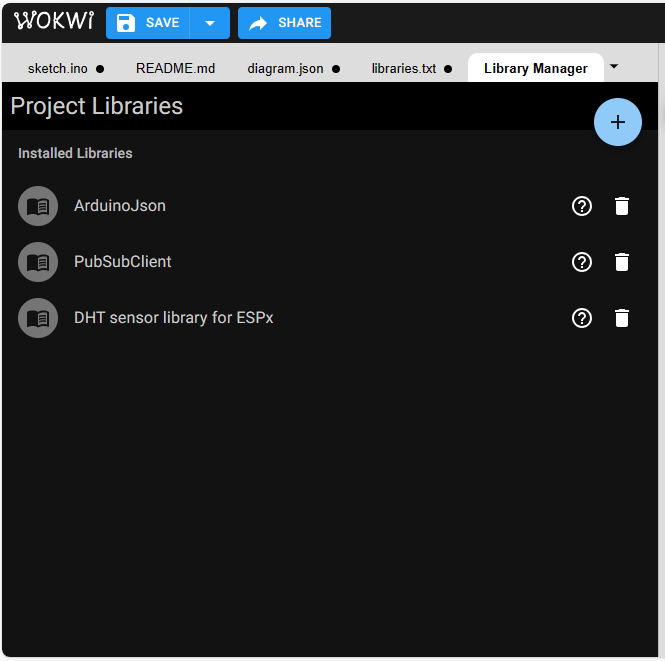 WOKWI SAVE SHARE
sketch.ino README.md diagram.json libraries.txt Library Manager
Project Libraries
+
Installed Libraries
ArduinoJson
PubSubClient
DHT sensor library for ESPx